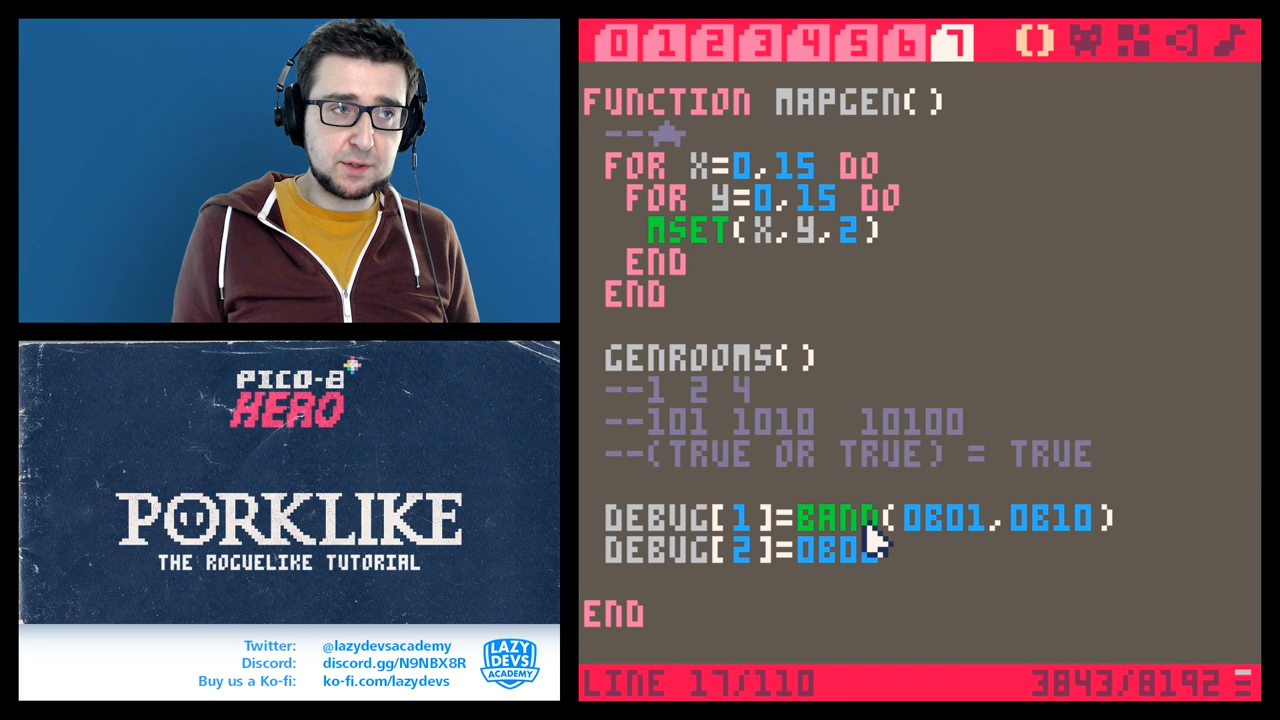 0 1 2 3 4 5 6 7
FUNCTION MAPGEN()
--
FOR X=0,15 DO
FOR Y=0,15 DO
MSET(X,Y,2)
END
END
GENROOMS()
--1 2 4
--101 1010 10100
--(TRUE OR TRUE) = TRUE
DEBUG[1]=BAND(0B01,0B10)
DEBUG[2]=0B0
END
LINE 17/110 3843/8192
PICO-8
HERO
PORKLIKE
THE ROGUELIKE TUTORIAL
Twitter: @lazydevsacademy
Discord: discord.gg/N9NBX8R
Buy us a Ko-fi: ko-fi.com/lazydevs
LAZY
DEVS
ACADEMY